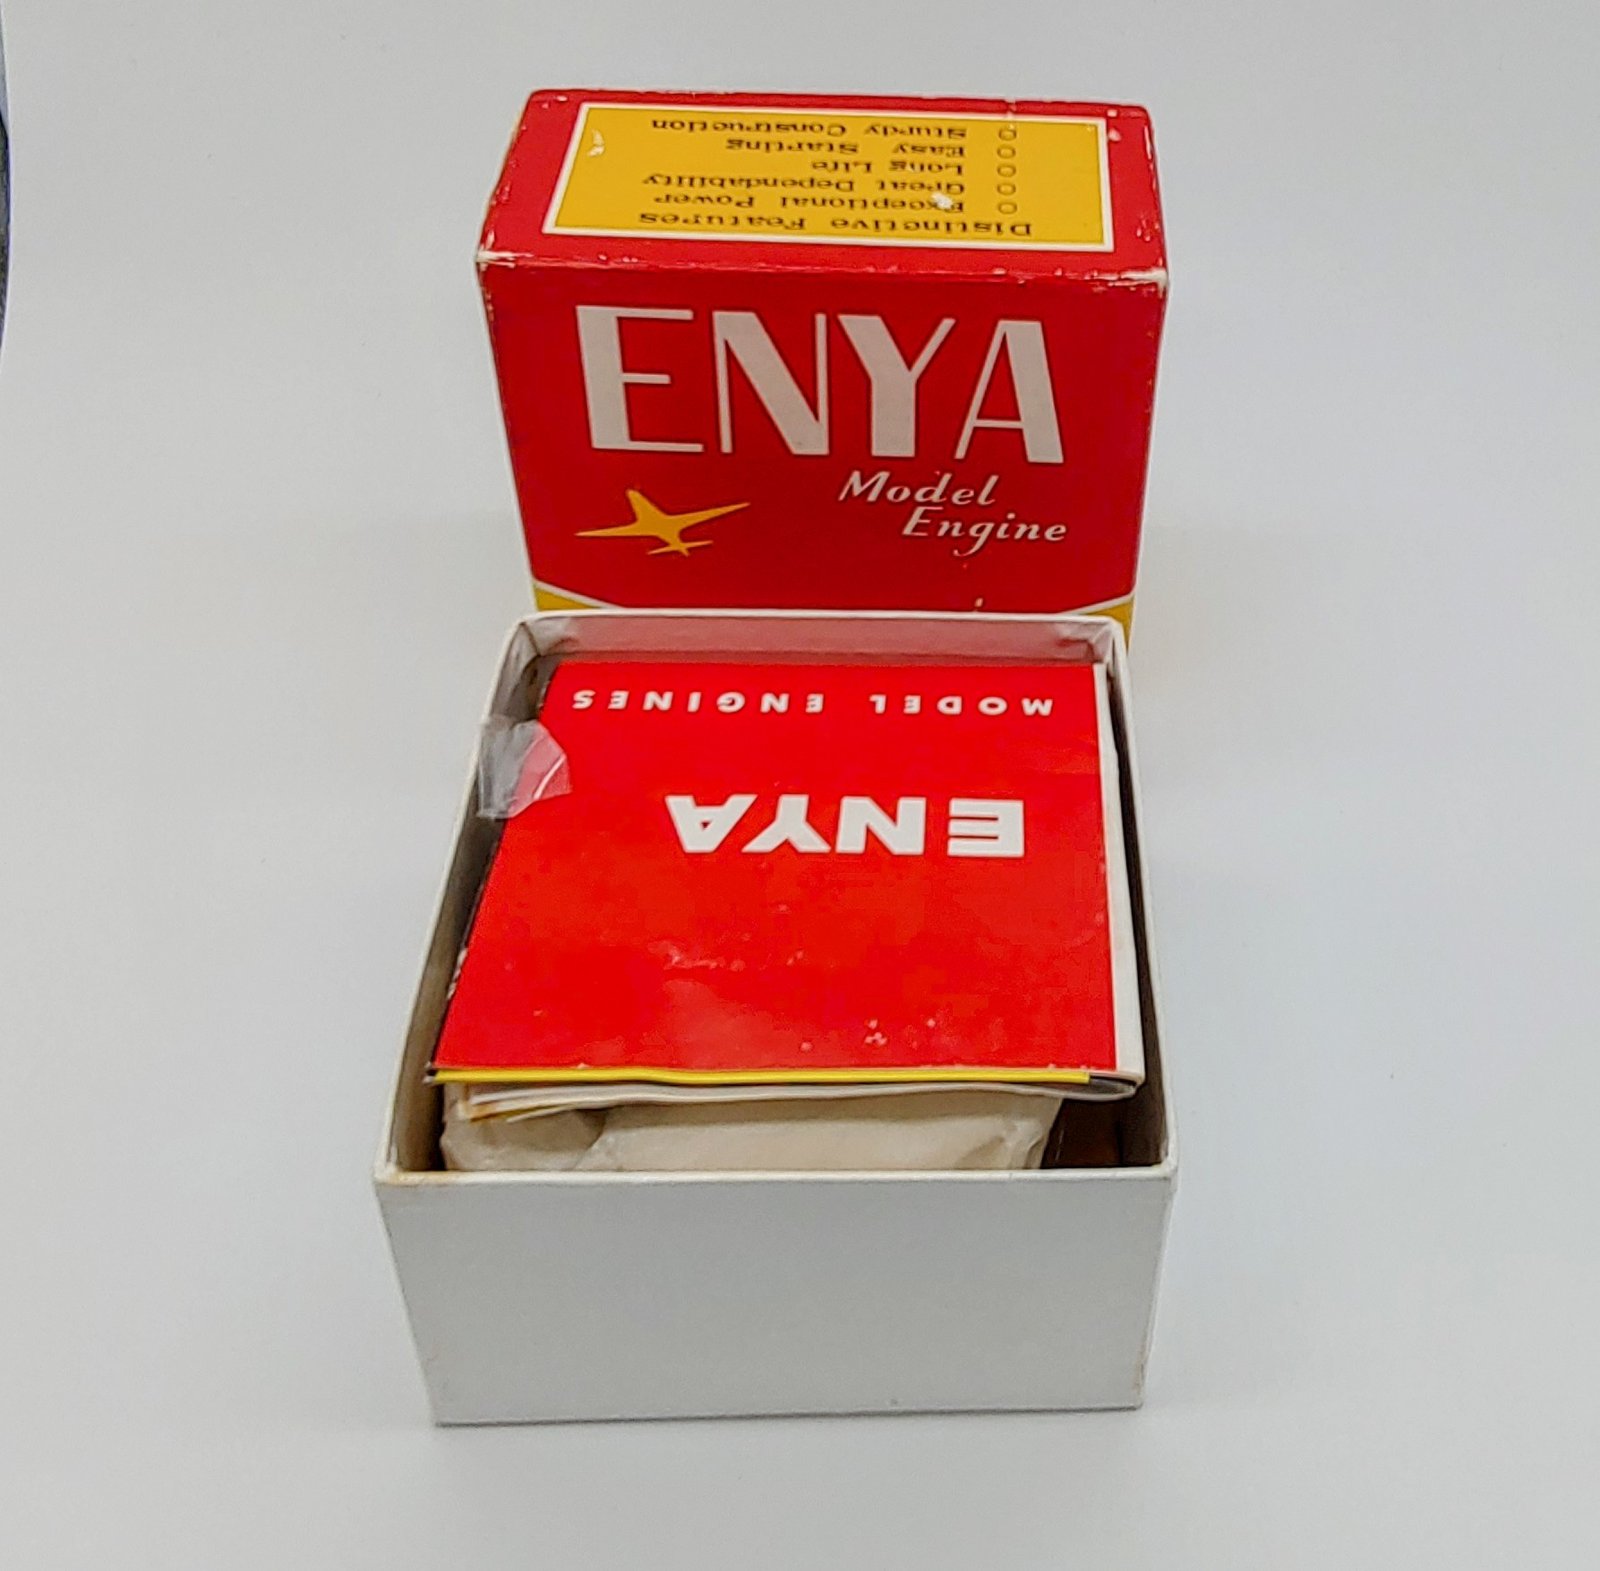 Distinctive Features
○ Exceptional Power
○ Great Dependability
○ Long Life
○ Easy Starting
○ Sturdy Construction
ENYA
Model
Engine
ENYA
MODEL ENGINES